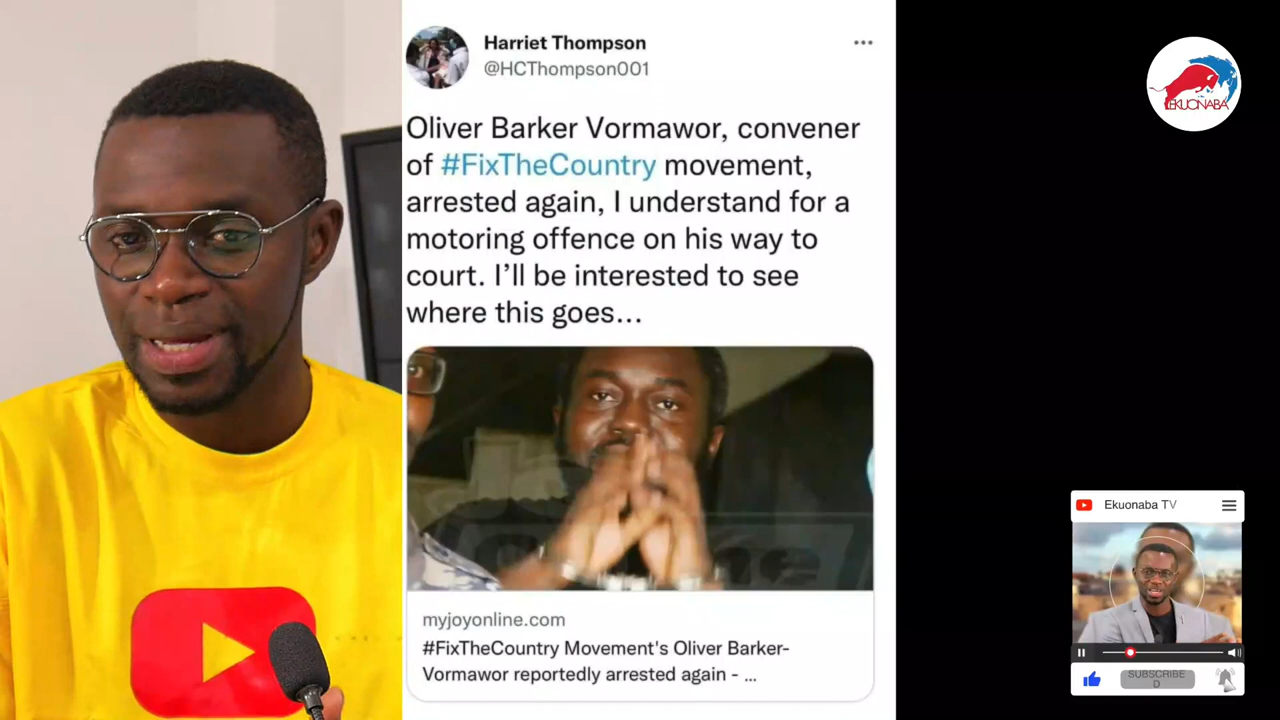 Harriet Thompson
@HCThompson001
Oliver Barker Vormawor, convener
of #FixTheCountry movement,
arrested again, I understand for a
motoring offence on his way to
court. I’ll be interested to see
where this goes...
myjoyonline.com
#FixTheCountry Movement's Oliver Barker-
Vormawor reportedly arrested again - ...
EKUONABA
Ekuonaba TV
SUBSCRIBE
D